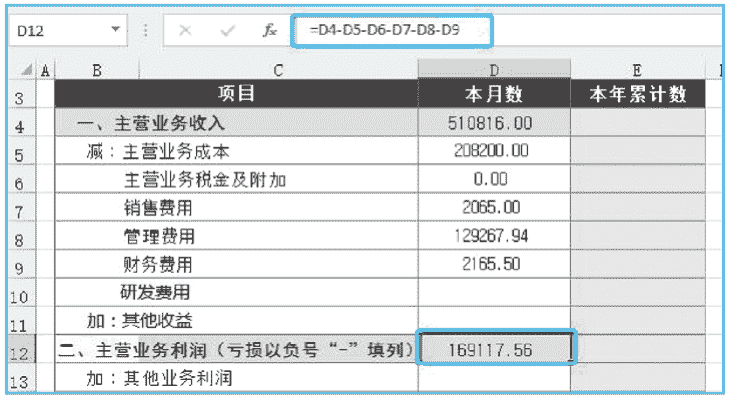 D12 fx =D4-D5-D6-D7-D8-D9
A B C D E
3 项目 本月数 本年累计数
4 一、主营业务收入 510816.00
5 减：主营业务成本 208200.00
6 主营业务税金及附加 0.00
7 销售费用 2065.00
8 管理费用 129267.94
9 财务费用 2165.50
10 研发费用
11 加：其他收益
12 二、主营业务利润（亏损以负号“-”填列） 169117.56
13 加：其他业务利润